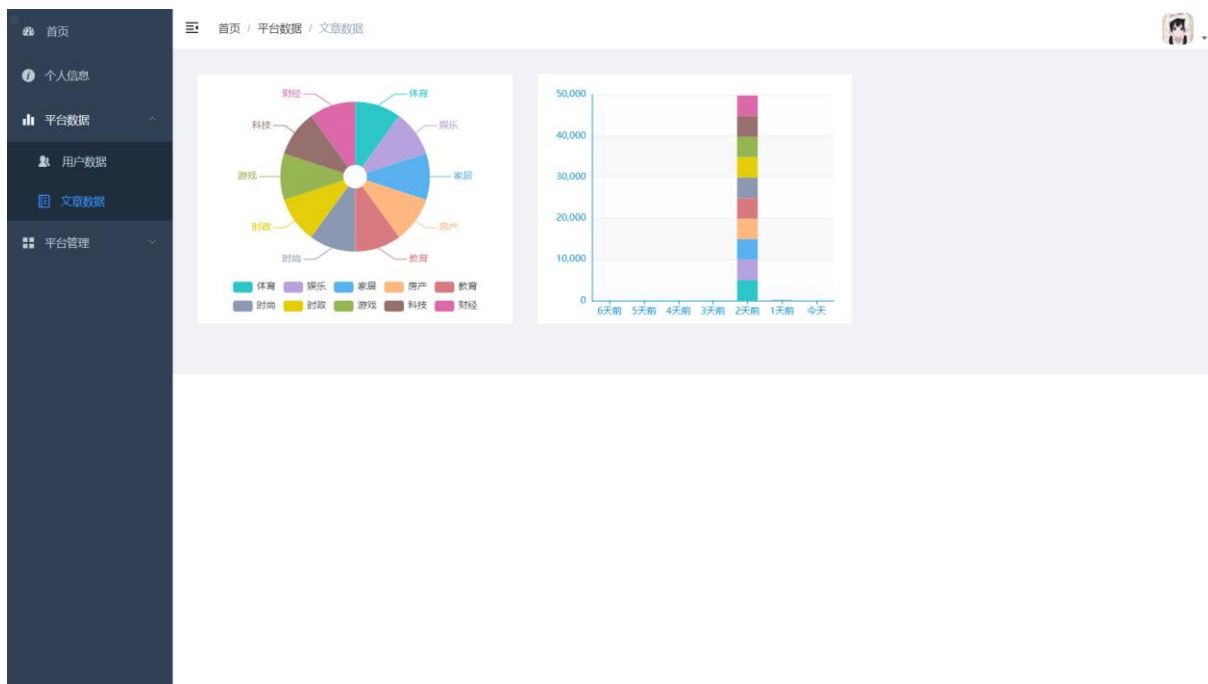 首页
个人信息
平台数据
用户数据
文章数据
平台管理
首页 / 平台数据 / 文章数据
财经
体育
科技
娱乐
游戏
家居
时政
房产
时尚
教育
体育 娱乐 家居 房产 教育
时尚 时政 游戏 科技 财经
50,000
40,000
30,000
20,000
10,000
0
6天前 5天前 4天前 3天前 2天前 1天前 今天